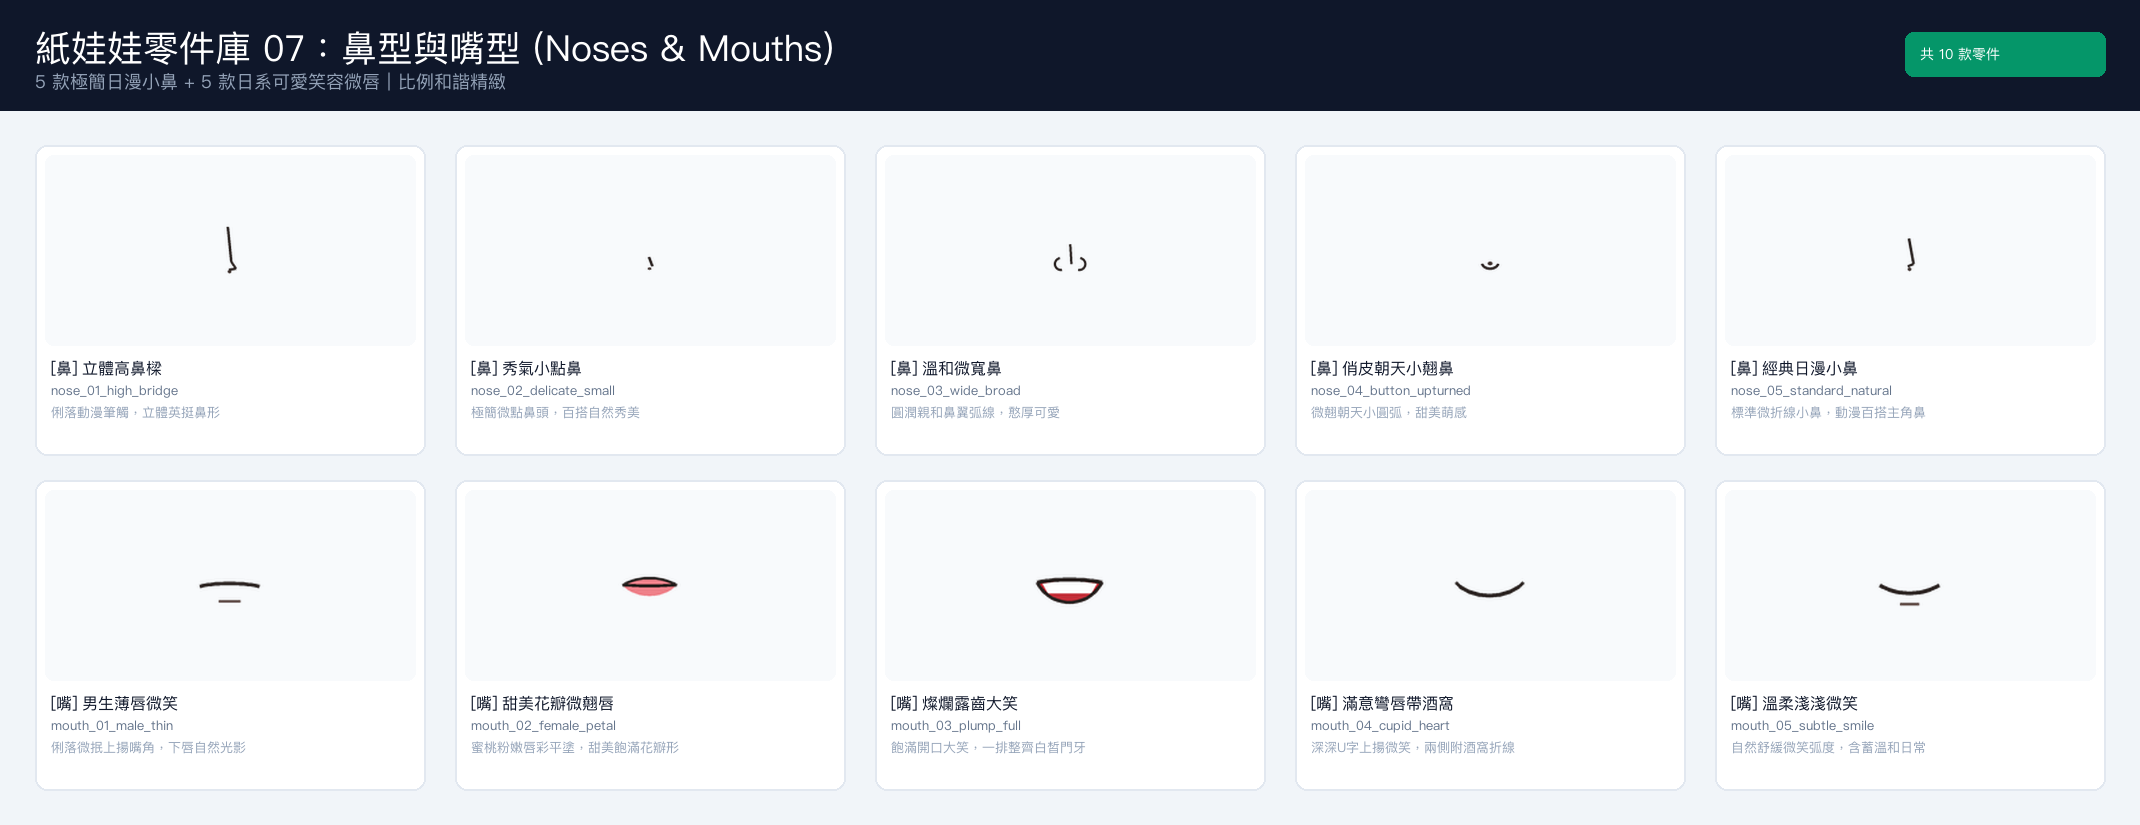 紙娃娃零件庫 07：鼻型與嘴型 (Noses & Mouths)
5 款極簡日漫小鼻 + 5 款日系可愛笑容微唇 | 比例和諧精緻
共 10 款零件
[鼻] 立體高鼻樑
nose_01_high_bridge
俐落動漫筆觸，立體英挺鼻形
[鼻] 秀氣小點鼻
nose_02_delicate_small
極簡微點鼻頭，百搭自然秀美
[鼻] 溫和微寬鼻
nose_03_wide_broad
圓潤親和鼻翼弧線，憨厚可愛
[鼻] 俏皮朝天小翹鼻
nose_04_button_upturned
微翹朝天小圓弧，甜美萌感
[鼻] 經典日漫小鼻
nose_05_standard_natural
標準微折線小鼻，動漫百搭主角鼻
[嘴] 男生薄唇微笑
mouth_01_male_thin
俐落微抿上揚嘴角，下唇自然光影
[嘴] 甜美花瓣微翹唇
mouth_02_female_petal
蜜桃粉嫩唇彩平塗，甜美飽滿花瓣形
[嘴] 燦爛露齒大笑
mouth_03_plump_full
飽滿開口大笑，一排整齊白皙門牙
[嘴] 滿意彎唇帶酒窩
mouth_04_cupid_heart
深深U字上揚微笑，兩側附酒窩折線
[嘴] 溫柔淺淺微笑
mouth_05_subtle_smile
自然舒緩微笑弧度，含蓄溫和日常